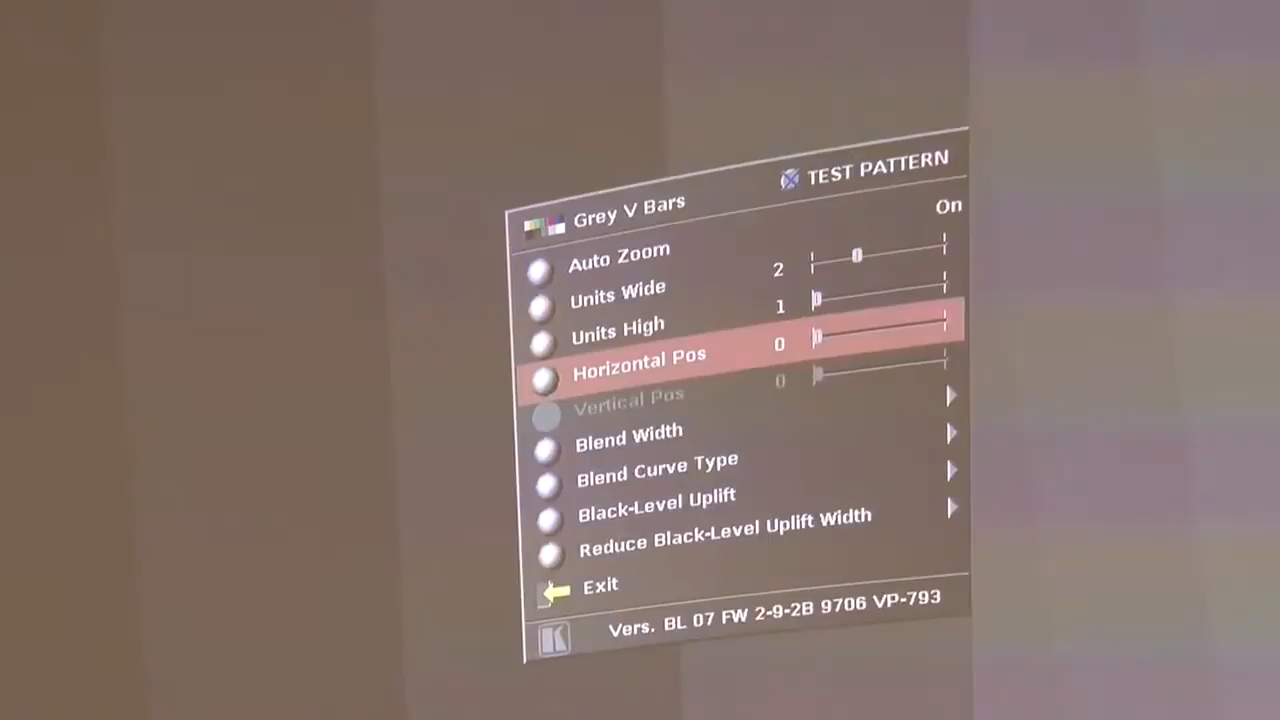 Grey V Bars TEST PATTERN
Auto Zoom On
Units Wide 2
Units High 1
Horizontal Pos 0
Vertical Pos 0
Blend Width
Blend Curve Type
Black-Level Uplift
Reduce Black-Level Uplift Width
Exit
K Vers. BL 07 FW 2-9-2B 9706 VP-793